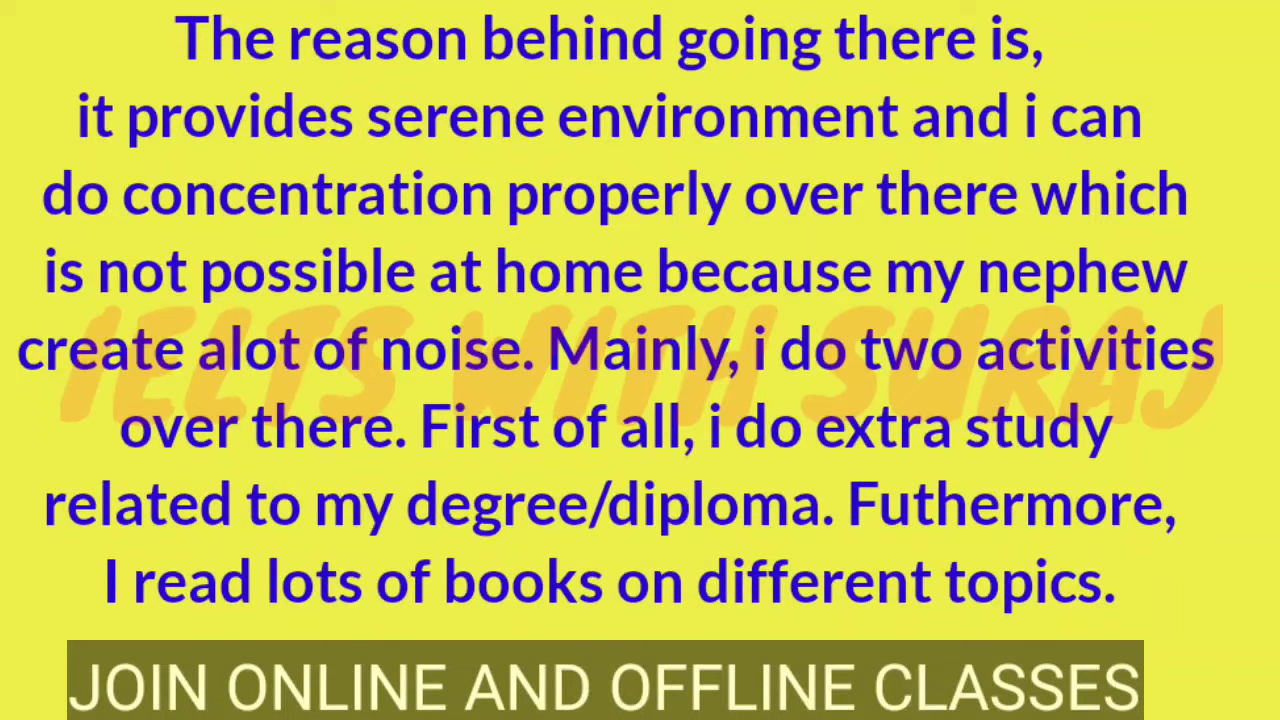 The reason behind going there is,
it provides serene environment and i can
do concentration properly over there which
is not possible at home because my nephew
create alot of noise. Mainly, i do two activities
over there. First of all, i do extra study
related to my degree/diploma. Futhermore,
I read lots of books on different topics.
IELTS WITH SURAJ
JOIN ONLINE AND OFFLINE CLASSES